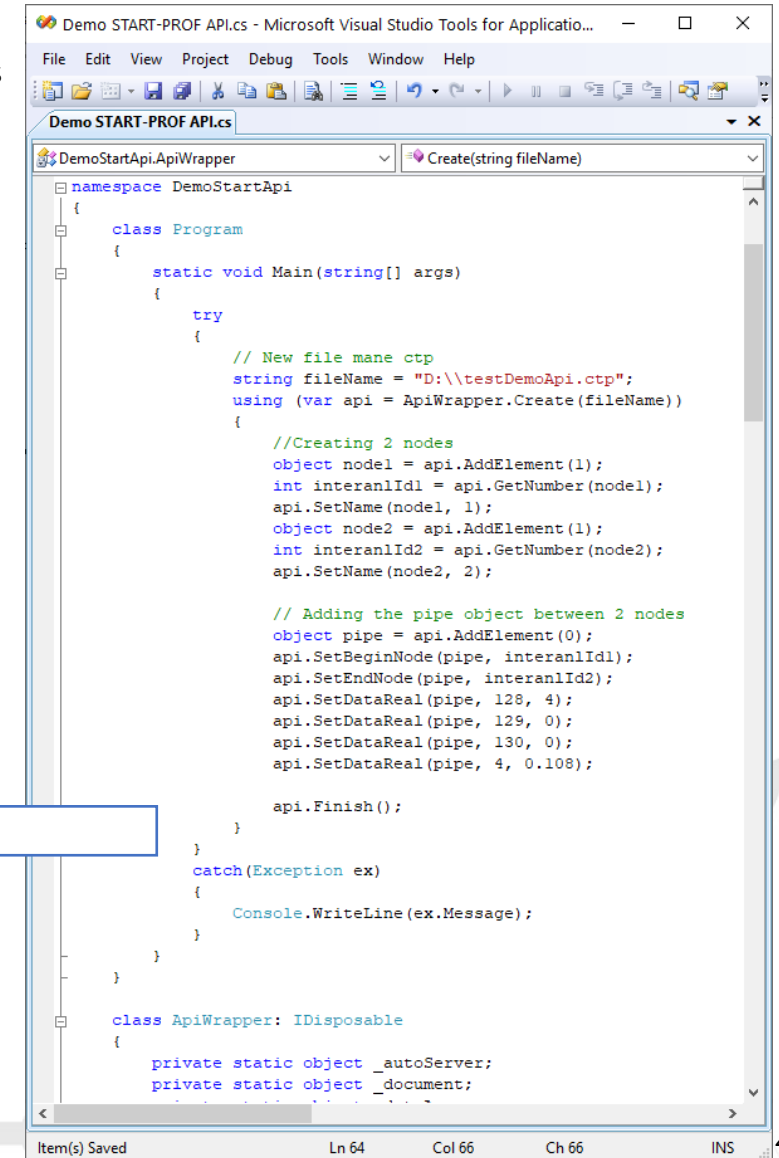 Demo START-PROF API.cs - Microsoft Visual Studio Tools for Applicatio...
File Edit View Project Debug Tools Window Help
Demo START-PROF API.cs
DemoStartApi.ApiWrapper Create(string fileName)
namespace DemoStartApi
{
class Program
{
static void Main(string[] args)
{
try
{
// New file mane ctp
string fileName = "D:\\testDemoApi.ctp";
using (var api = ApiWrapper.Create(fileName))
{
//Creating 2 nodes
object node1 = api.AddElement(1);
int interanlId1 = api.GetNumber(node1);
api.SetName(node1, 1);
object node2 = api.AddElement(1);
int interanlId2 = api.GetNumber(node2);
api.SetName(node2, 2);
// Adding the pipe object between 2 nodes
object pipe = api.AddElement(0);
api.SetBeginNode(pipe, interanlId1);
api.SetEndNode(pipe, interanlId2);
api.SetDataReal(pipe, 128, 4);
api.SetDataReal(pipe, 129, 0);
api.SetDataReal(pipe, 130, 0);
api.SetDataReal(pipe, 4, 0.108);
api.Finish();
}
}
catch(Exception ex)
{
Console.WriteLine(ex.Message);
}
}
}
class ApiWrapper: IDisposable
{
private static object _autoServer;
private static object _document;
Item(s) Saved Ln 64 Col 66 Ch 66 INS